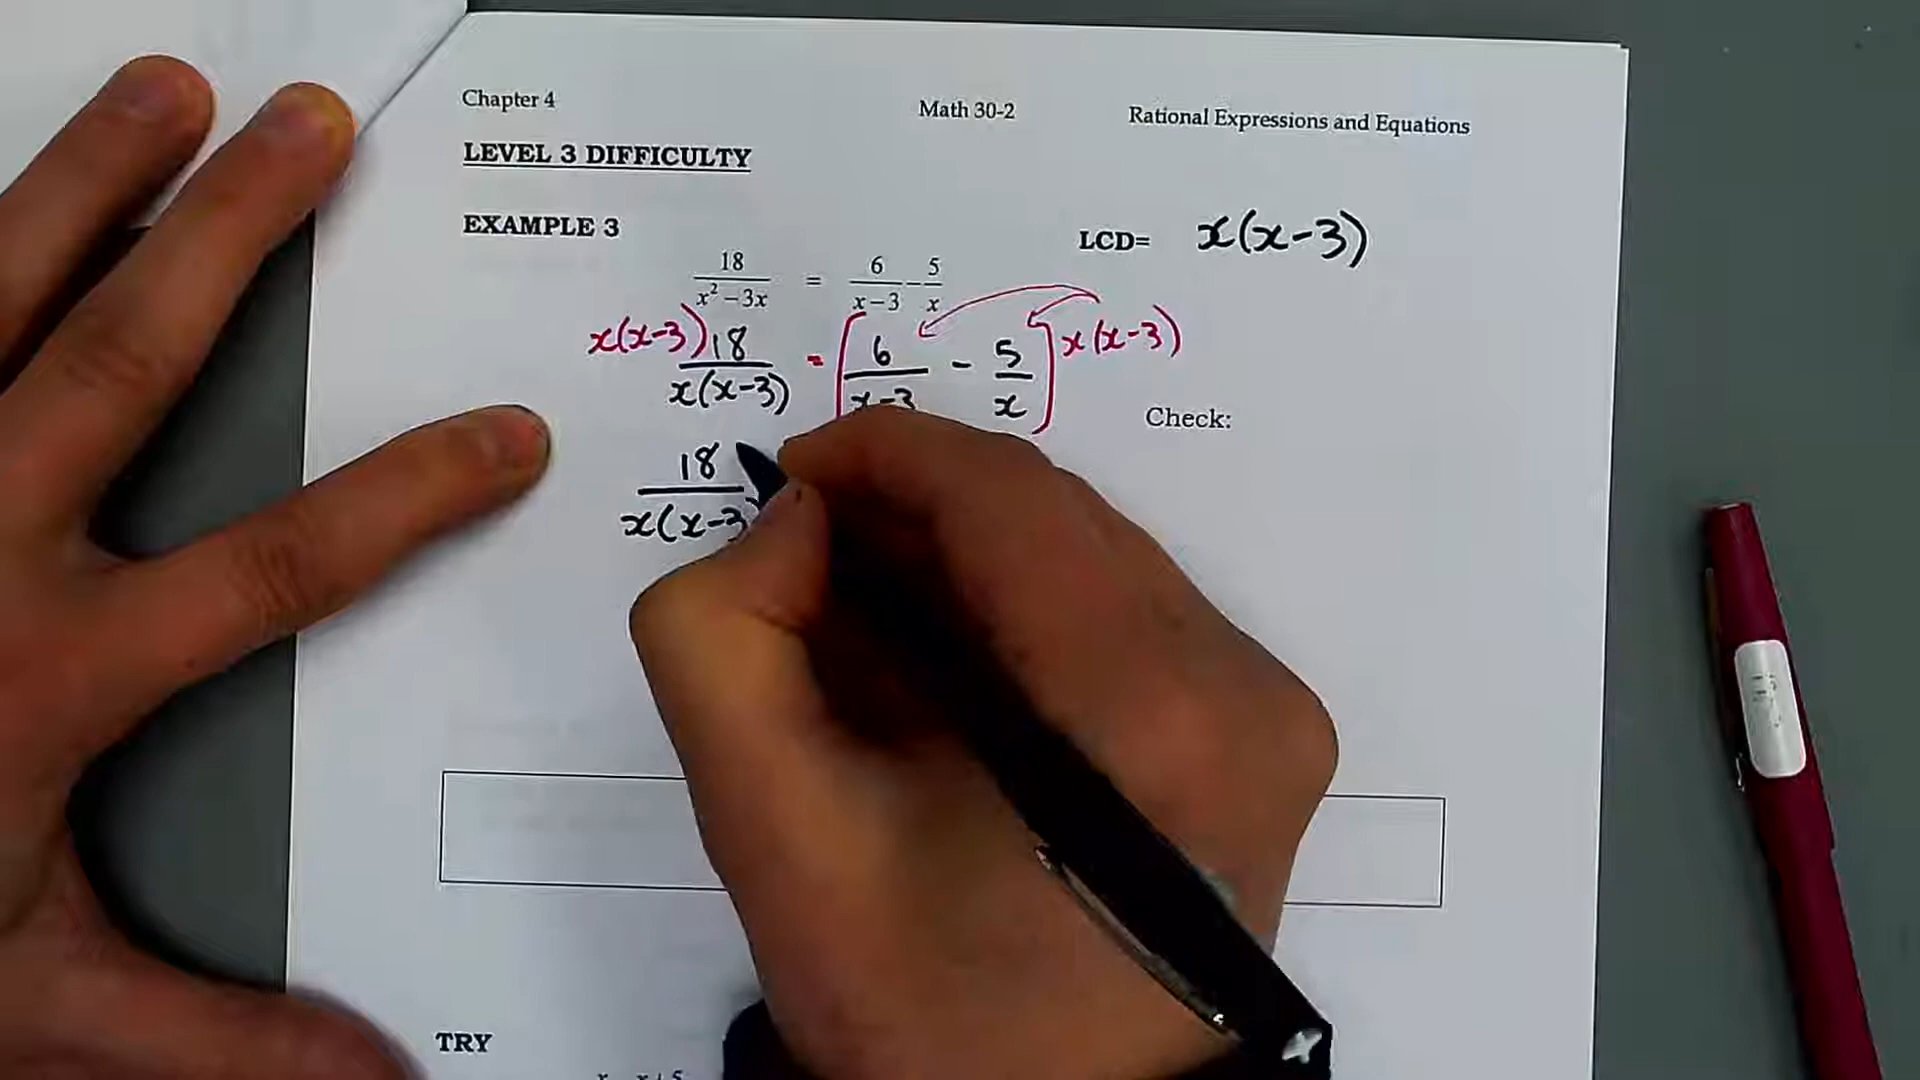 Chapter 4 Math 30-2 Rational Expressions and Equations
LEVEL 3 DIFFICULTY
EXAMPLE 3 LCD= x(x-3)
18/(x² - 3x) = 6/(x-3) - 5/x
x(x-3) 18/(x(x-3)) = [6/(x-3) - 5/x] x(x-3)
Check:
18/(x(x-3)
TRY